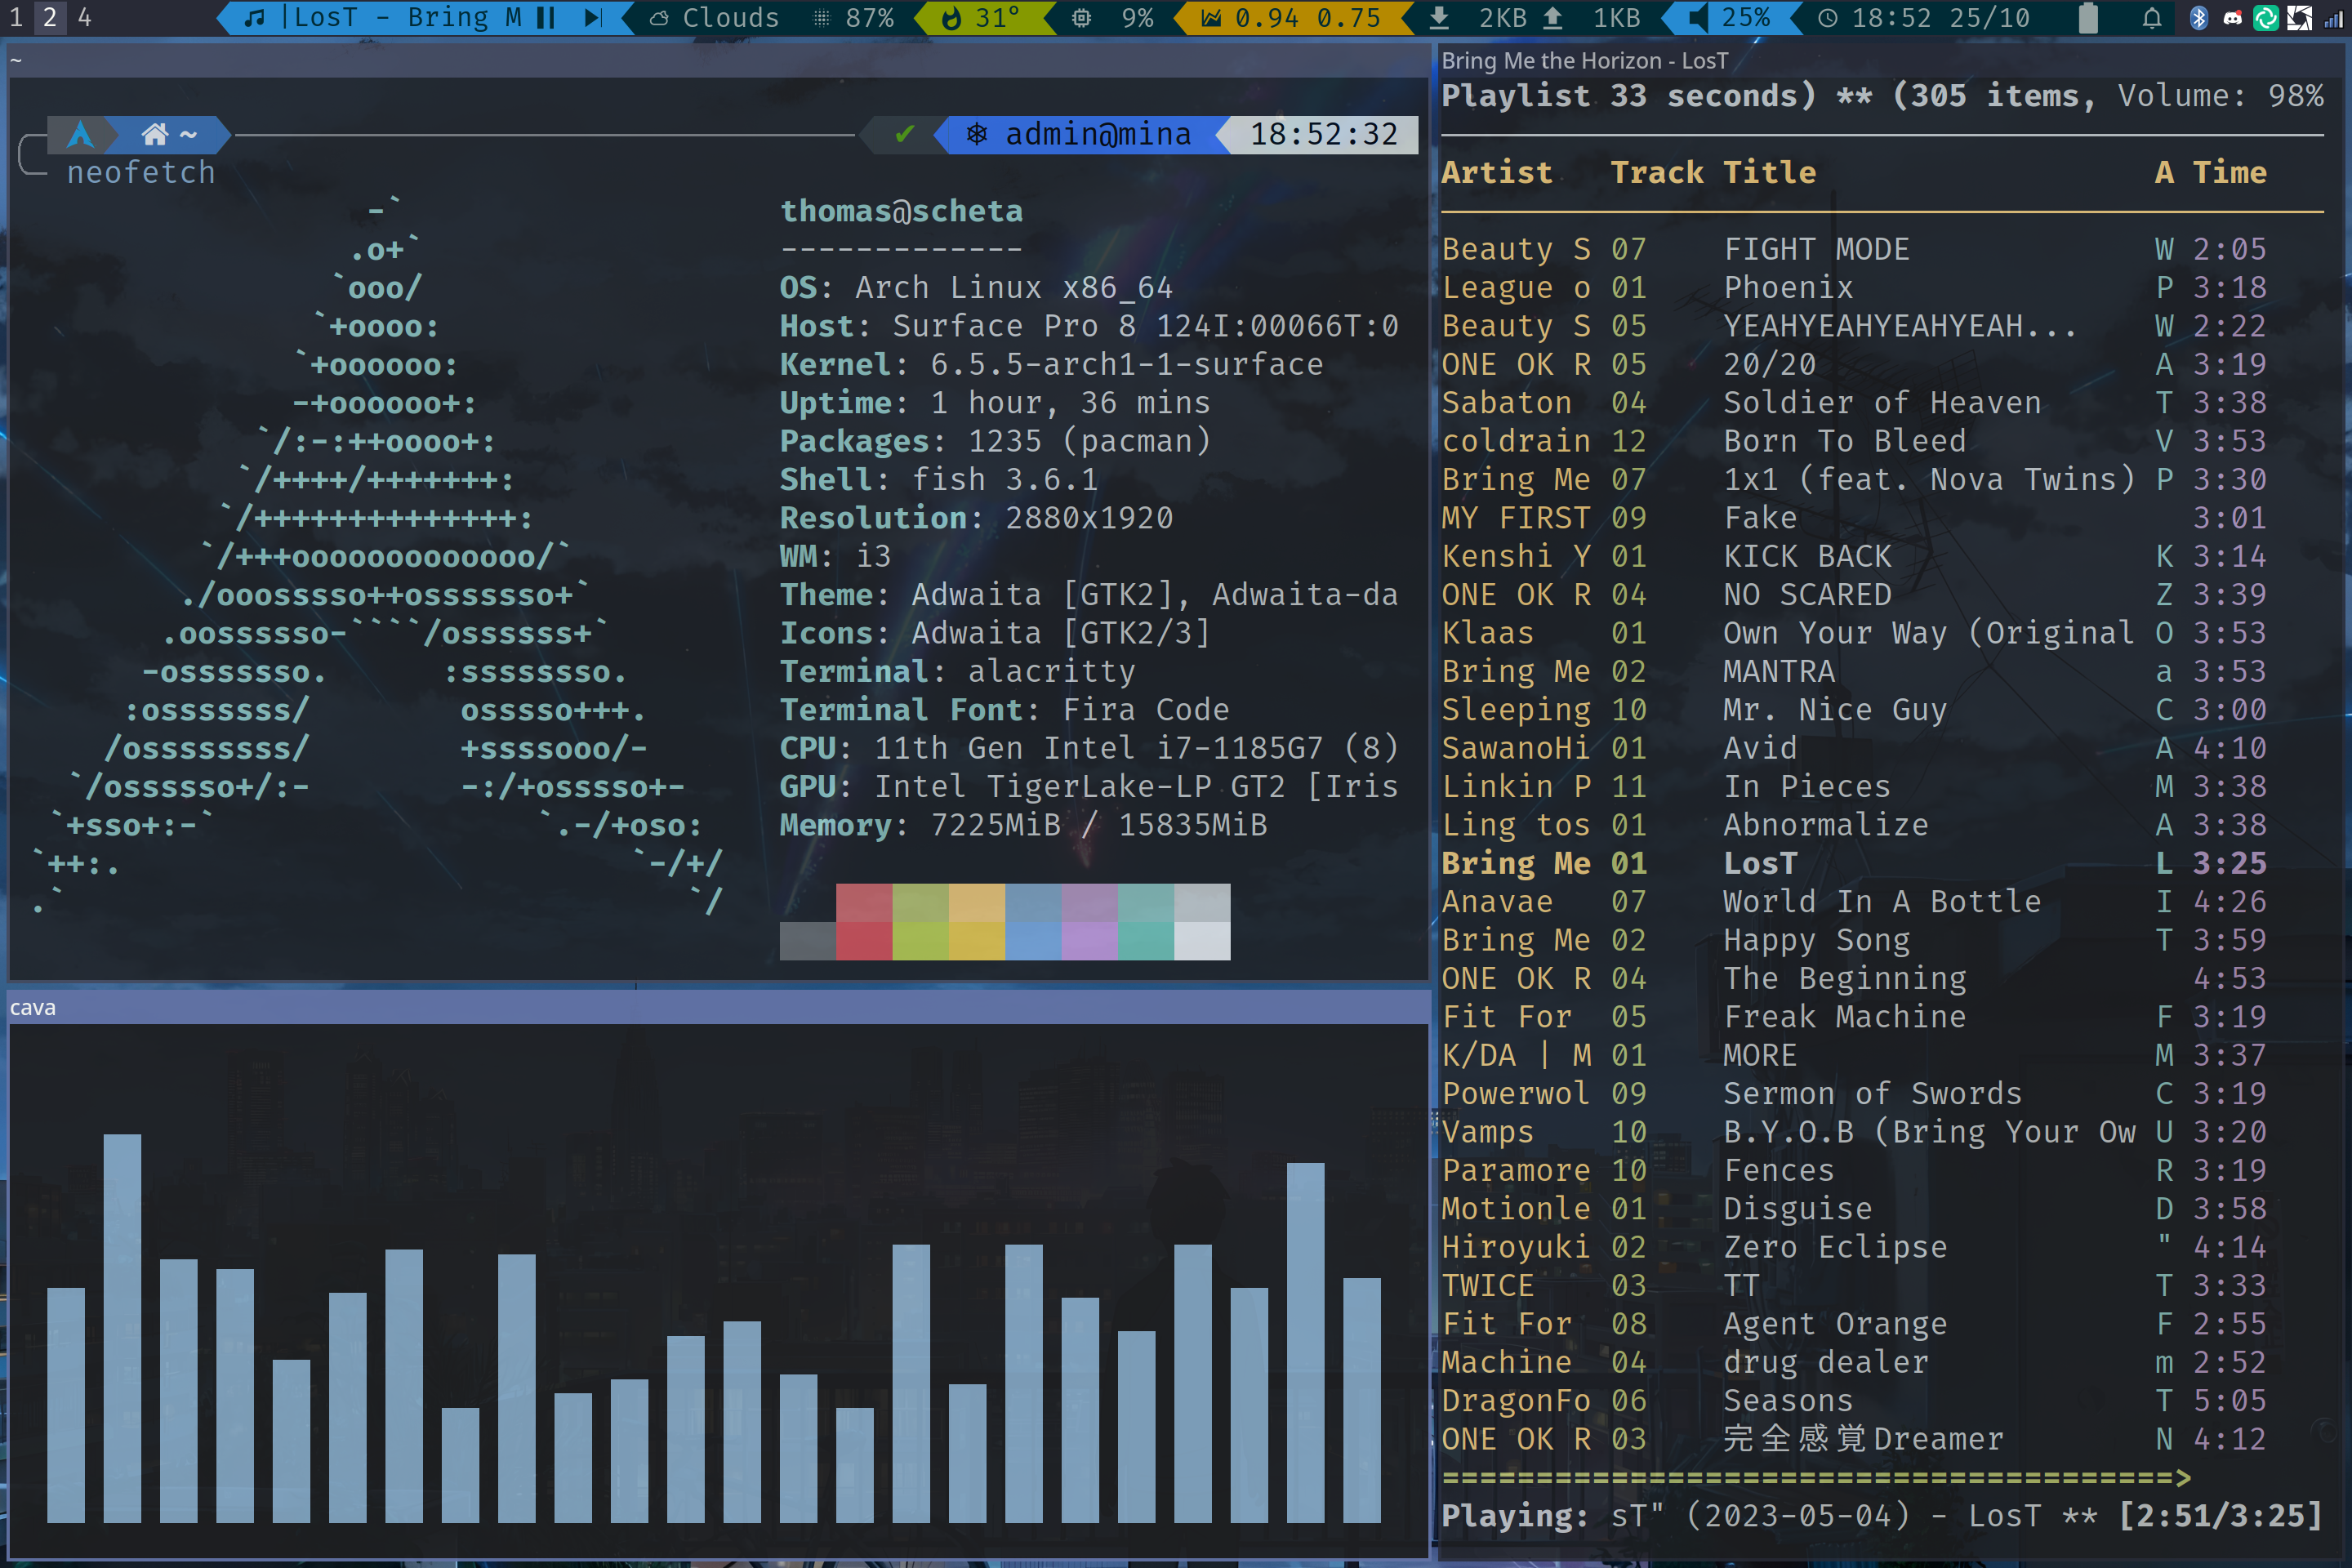 1 2 4 |LosT - Bring M Clouds 87% 31° 9% 0.94 0.75 2KB 1KB 25% 18:52 25/10
~
~ ✔ admin@mina 18:52:32
neofetch
-`
.o+`
`ooo/
`+oooo:
`+oooooo:
-+oooooo+:
`/:-:++oooo+:
`/++++/+++++++:
`/++++++++++++++:
`/+++ooooooooooooo/`
./ooosssso++osssssso+`
.oossssso-````/ossssss+`
-osssssso. :ssssssso.
:osssssss/ osssso+++.
/ossssssss/ +ssssooo/-
`/ossssso+/:- -:/+osssso+-
`+sso+:-` `.-/+oso:
`++:. `-/+/
.` `/
thomas@scheta
-------------
OS: Arch Linux x86_64
Host: Surface Pro 8 124I:00066T:0
Kernel: 6.5.5-arch1-1-surface
Uptime: 1 hour, 36 mins
Packages: 1235 (pacman)
Shell: fish 3.6.1
Resolution: 2880x1920
WM: i3
Theme: Adwaita [GTK2], Adwaita-da
Icons: Adwaita [GTK2/3]
Terminal: alacritty
Terminal Font: Fira Code
CPU: 11th Gen Intel i7-1185G7 (8)
GPU: Intel TigerLake-LP GT2 [Iris
Memory: 7225MiB / 15835MiB
cava
Bring Me the Horizon - LosT
Playlist 33 seconds) ** (305 items, Volume: 98%
Artist Track Title A Time
Beauty S 07 FIGHT MODE W 2:05
League o 01 Phoenix P 3:18
Beauty S 05 YEAHYEAHYEAHYEAH... W 2:22
ONE OK R 05 20/20 A 3:19
Sabaton 04 Soldier of Heaven T 3:38
coldrain 12 Born To Bleed V 3:53
Bring Me 07 1x1 (feat. Nova Twins) P 3:30
MY FIRST 09 Fake 3:01
Kenshi Y 01 KICK BACK K 3:14
ONE OK R 04 NO SCARED Z 3:39
Klaas 01 Own Your Way (Original O 3:53
Bring Me 02 MANTRA a 3:53
Sleeping 10 Mr. Nice Guy C 3:00
SawanoHi 01 Avid A 4:10
Linkin P 11 In Pieces M 3:38
Ling tos 01 Abnormalize A 3:38
Bring Me 01 LosT L 3:25
Anavae 07 World In A Bottle I 4:26
Bring Me 02 Happy Song T 3:59
ONE OK R 04 The Beginning 4:53
Fit For 05 Freak Machine F 3:19
K/DA | M 01 MORE M 3:37
Powerwol 09 Sermon of Swords C 3:19
Vamps 10 B.Y.O.B (Bring Your Ow U 3:20
Paramore 10 Fences R 3:19
Motionle 01 Disguise D 3:58
Hiroyuki 02 Zero Eclipse " 4:14
TWICE 03 TT T 3:33
Fit For 08 Agent Orange F 2:55
Machine 04 drug dealer m 2:52
DragonFo 06 Seasons T 5:05
ONE OK R 03 完全感覚Dreamer N 4:12
=======================================>
Playing: sT" (2023-05-04) - LosT ** [2:51/3:25]